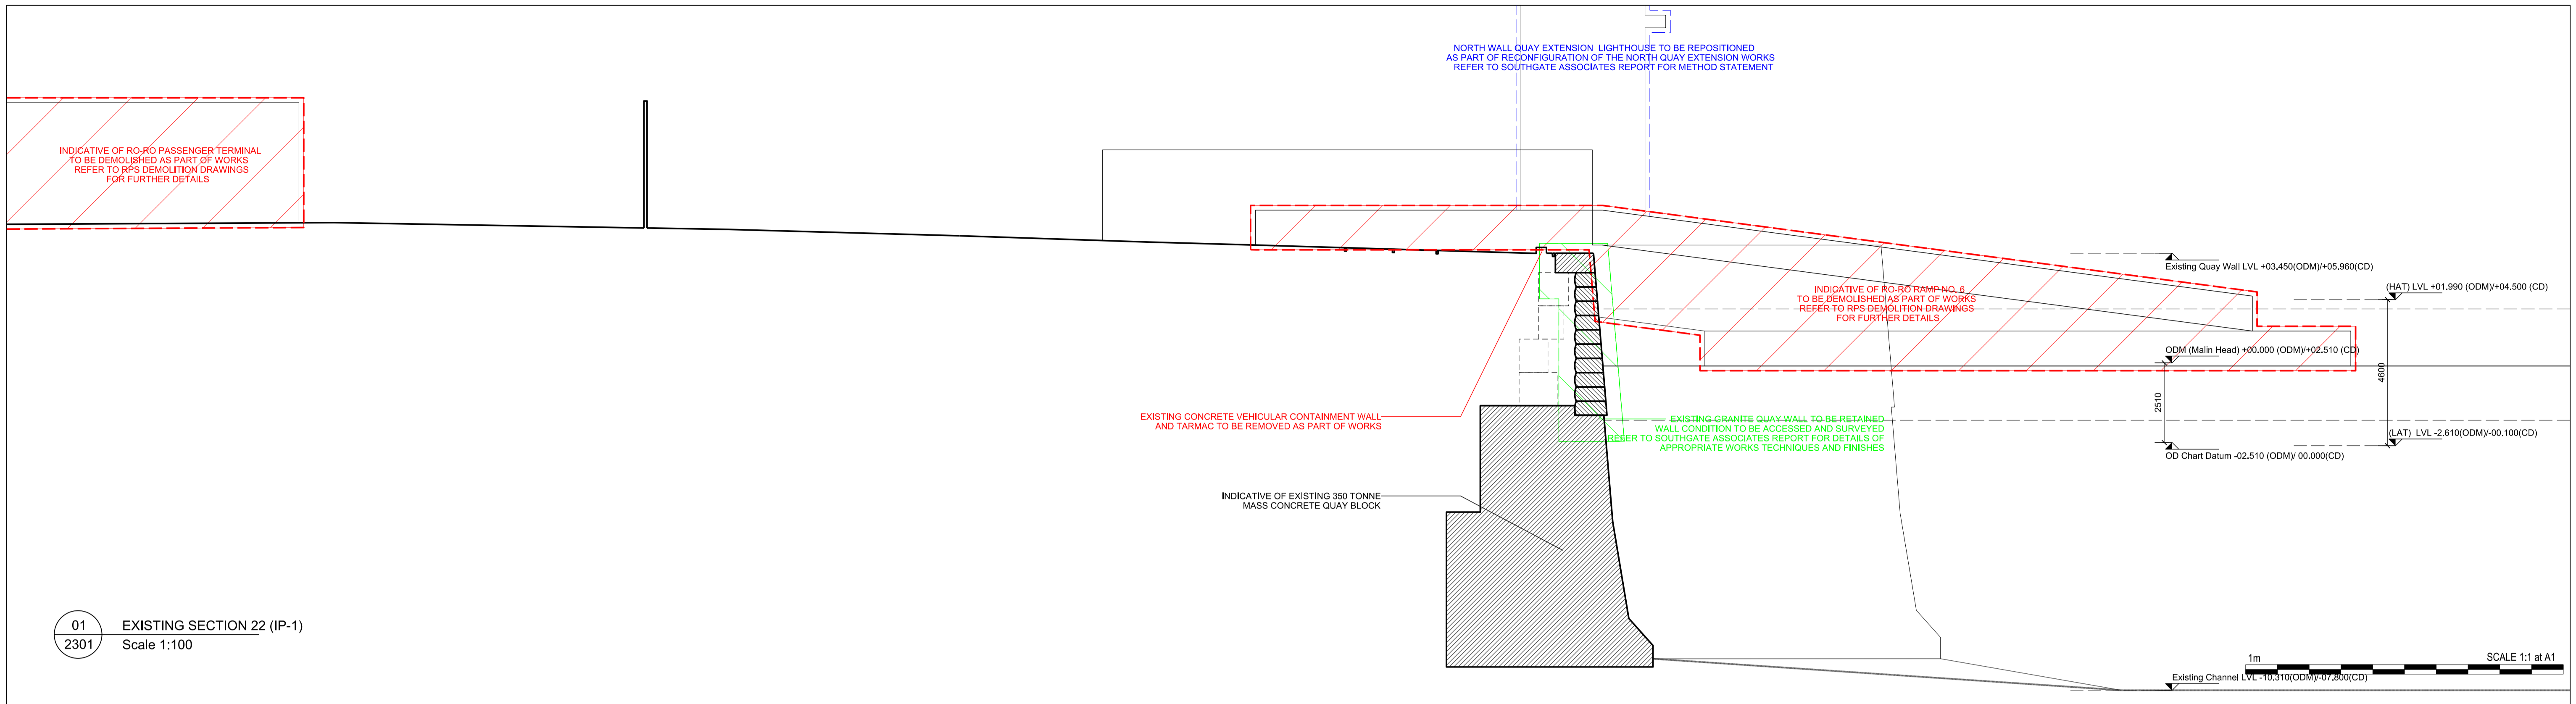 NORTH WALL QUAY EXTENSION LIGHTHOUSE TO BE REPOSITIONED
AS PART OF RECONFIGURATION OF THE NORTH QUAY EXTENSION WORKS
REFER TO SOUTHGATE ASSOCIATES REPORT FOR METHOD STATEMENT
INDICATIVE OF RO-RO PASSENGER TERMINAL
TO BE DEMOLISHED AS PART OF WORKS
REFER TO RPS DEMOLITION DRAWINGS
FOR FURTHER DETAILS
Existing Quay Wall LVL +03.450(ODM)/+05.960(CD)
(HAT) LVL +01.990 (ODM)/+04.500 (CD)
INDICATIVE OF RO-RO RAMP NO. 6
TO BE DEMOLISHED AS PART OF WORKS
REFER TO RPS DEMOLITION DRAWINGS
FOR FURTHER DETAILS
ODM (Malin Head) +00.000 (ODM)/+02.510 (CD)
4600
2510
EXISTING CONCRETE VEHICULAR CONTAINMENT WALL
AND TARMAC TO BE REMOVED AS PART OF WORKS
EXISTING GRANITE QUAY WALL TO BE RETAINED
WALL CONDITION TO BE ACCESSED AND SURVEYED
REFER TO SOUTHGATE ASSOCIATES REPORT FOR DETAILS OF
APPROPRIATE WORKS TECHNIQUES AND FINISHES
(LAT) LVL -2.610(ODM)/-00.100(CD)
OD Chart Datum -02.510 (ODM)/ 00.000(CD)
INDICATIVE OF EXISTING 350 TONNE
MASS CONCRETE QUAY BLOCK
01
2301
EXISTING SECTION 22 (IP-1)
Scale 1:100
1m
SCALE 1:1 at A1
Existing Channel LVL -10.310(ODM)/-07.800(CD)